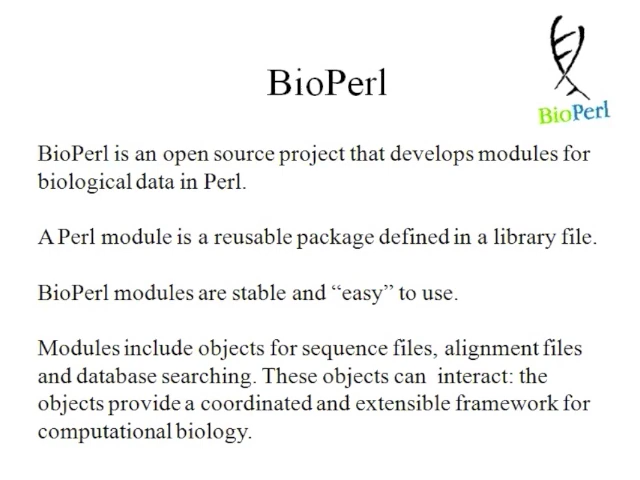 BioPerl
BioPerl
BioPerl is an open source project that develops modules for
biological data in Perl.
A Perl module is a reusable package defined in a library file.
BioPerl modules are stable and “easy” to use.
Modules include objects for sequence files, alignment files
and database searching. These objects can interact: the
objects provide a coordinated and extensible framework for
computational biology.